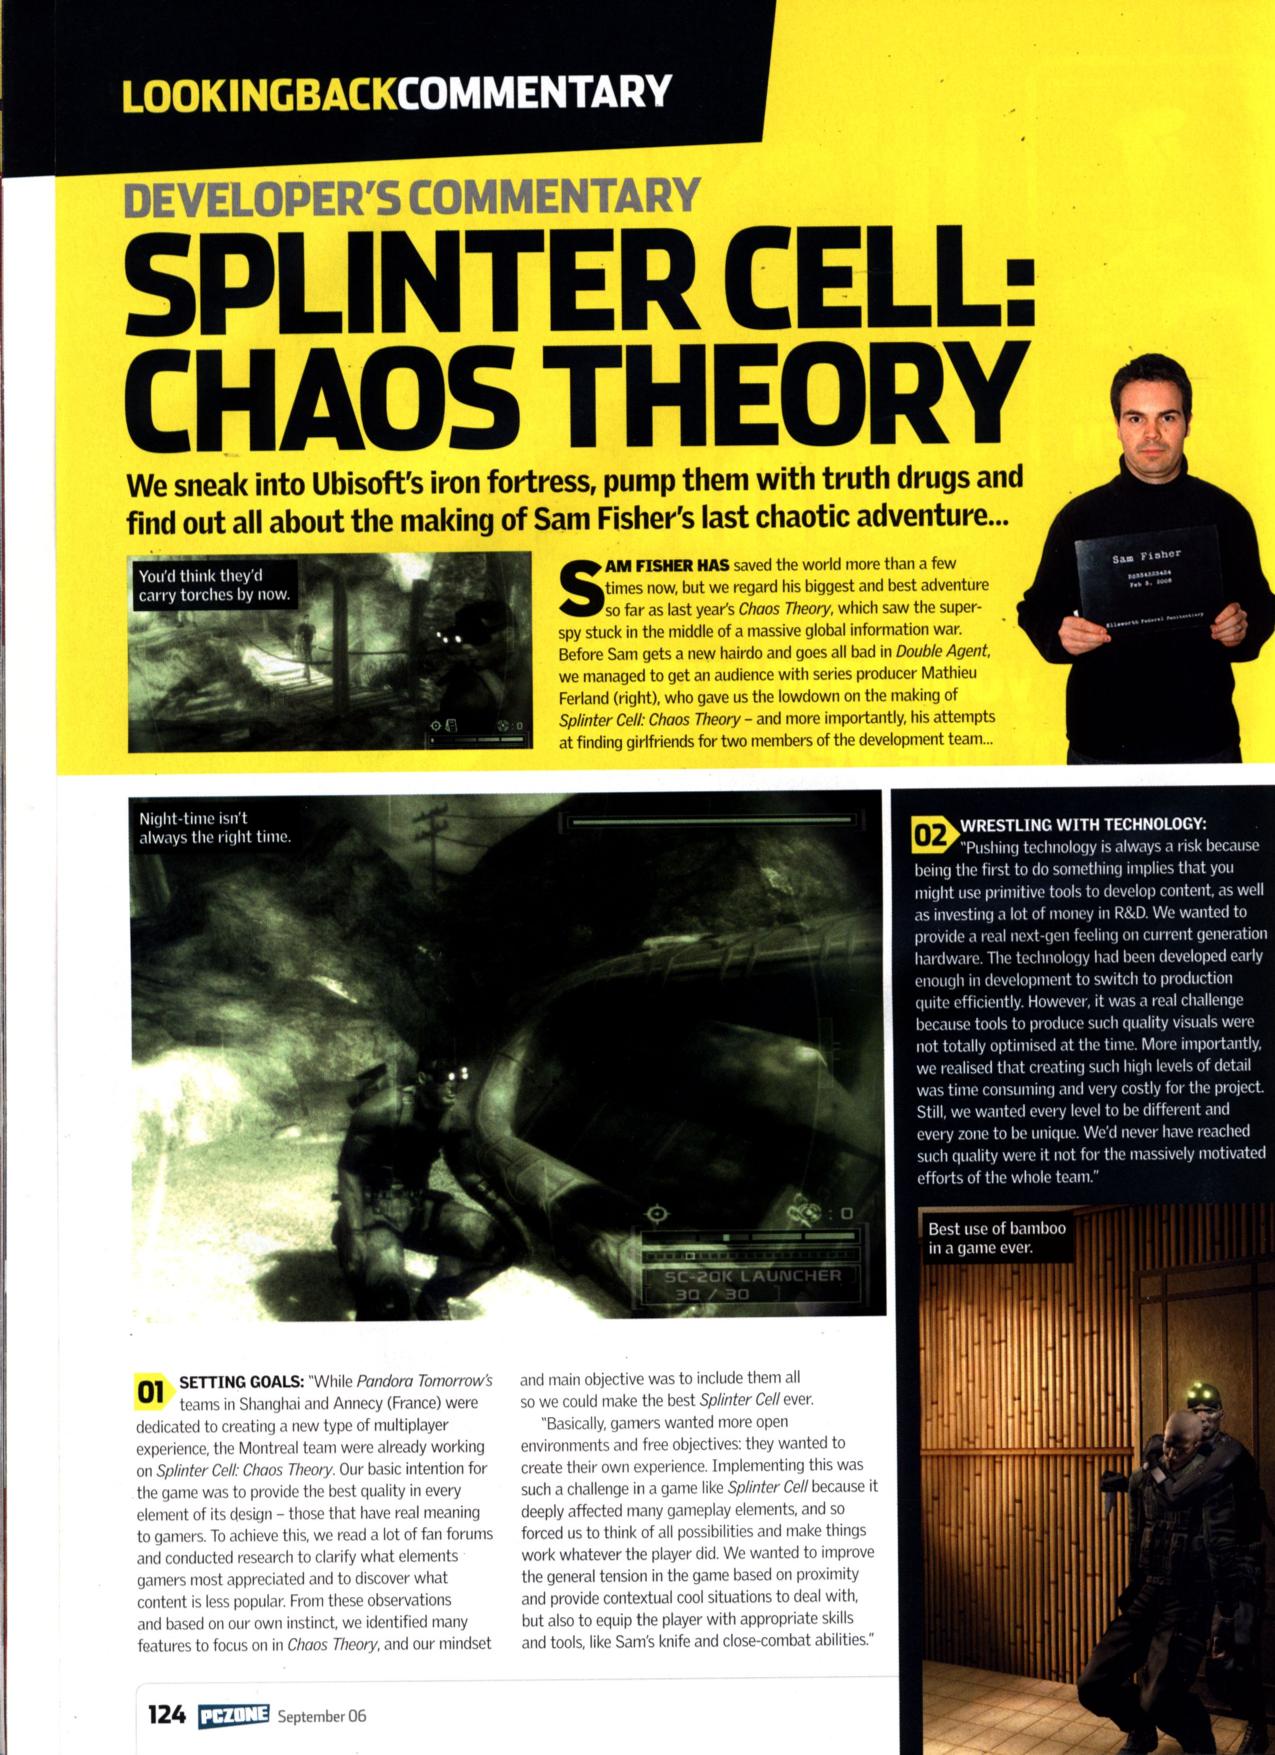 LOOKINGBACKCOMMENTARY
DEVELOPER'S COMMENTARY
SPLINTER CELL:
CHAOS THEORY
We sneak into Ubisoft's iron fortress, pump them with truth drugs and
find out all about the making of Sam Fisher's last chaotic adventure...
You'd think they'd
carry torches by now.
SAM FISHER HAS saved the world more than a few
times now, but we regard his biggest and best adventure
so far as last year's Chaos Theory, which saw the super-
spy stuck in the middle of a massive global information war.
Before Sam gets a new hairdo and goes all bad in Double Agent,
we managed to get an audience with series producer Mathieu
Ferland (right), who gave us the lowdown on the making of
Splinter Cell: Chaos Theory – and more importantly, his attempts
at finding girlfriends for two members of the development team...
Sam Fisher
Feb 3, 2008
Ellsworth Federal Penitentiary
Night-time isn't
always the right time.
: 0
SC-20K LAUNCHER
30 / 30
01 SETTING GOALS: "While Pandora Tomorrow's
teams in Shanghai and Annecy (France) were
dedicated to creating a new type of multiplayer
experience, the Montreal team were already working
on Splinter Cell: Chaos Theory. Our basic intention for
the game was to provide the best quality in every
element of its design – those that have real meaning
to gamers. To achieve this, we read a lot of fan forums
and conducted research to clarify what elements
gamers most appreciated and to discover what
content is less popular. From these observations
and based on our own instinct, we identified many
features to focus on in Chaos Theory, and our mindset
and main objective was to include them all
so we could make the best Splinter Cell ever.
"Basically, gamers wanted more open
environments and free objectives: they wanted to
create their own experience. Implementing this was
such a challenge in a game like Splinter Cell because it
deeply affected many gameplay elements, and so
forced us to think of all possibilities and make things
work whatever the player did. We wanted to improve
the general tension in the game based on proximity
and provide contextual cool situations to deal with,
but also to equip the player with appropriate skills
and tools, like Sam's knife and close-combat abilities."
02 WRESTLING WITH TECHNOLOGY:
"Pushing technology is always a risk because
being the first to do something implies that you
might use primitive tools to develop content, as well
as investing a lot of money in R&D. We wanted to
provide a real next-gen feeling on current generation
hardware. The technology had been developed early
enough in development to switch to production
quite efficiently. However, it was a real challenge
because tools to produce such quality visuals were
not totally optimised at the time. More importantly,
we realised that creating such high levels of detail
was time consuming and very costly for the project.
Still, we wanted every level to be different and
every zone to be unique. We'd never have reached
such quality were it not for the massively motivated
efforts of the whole team."
Best use of bamboo
in a game ever.
124 PCZONE September 06